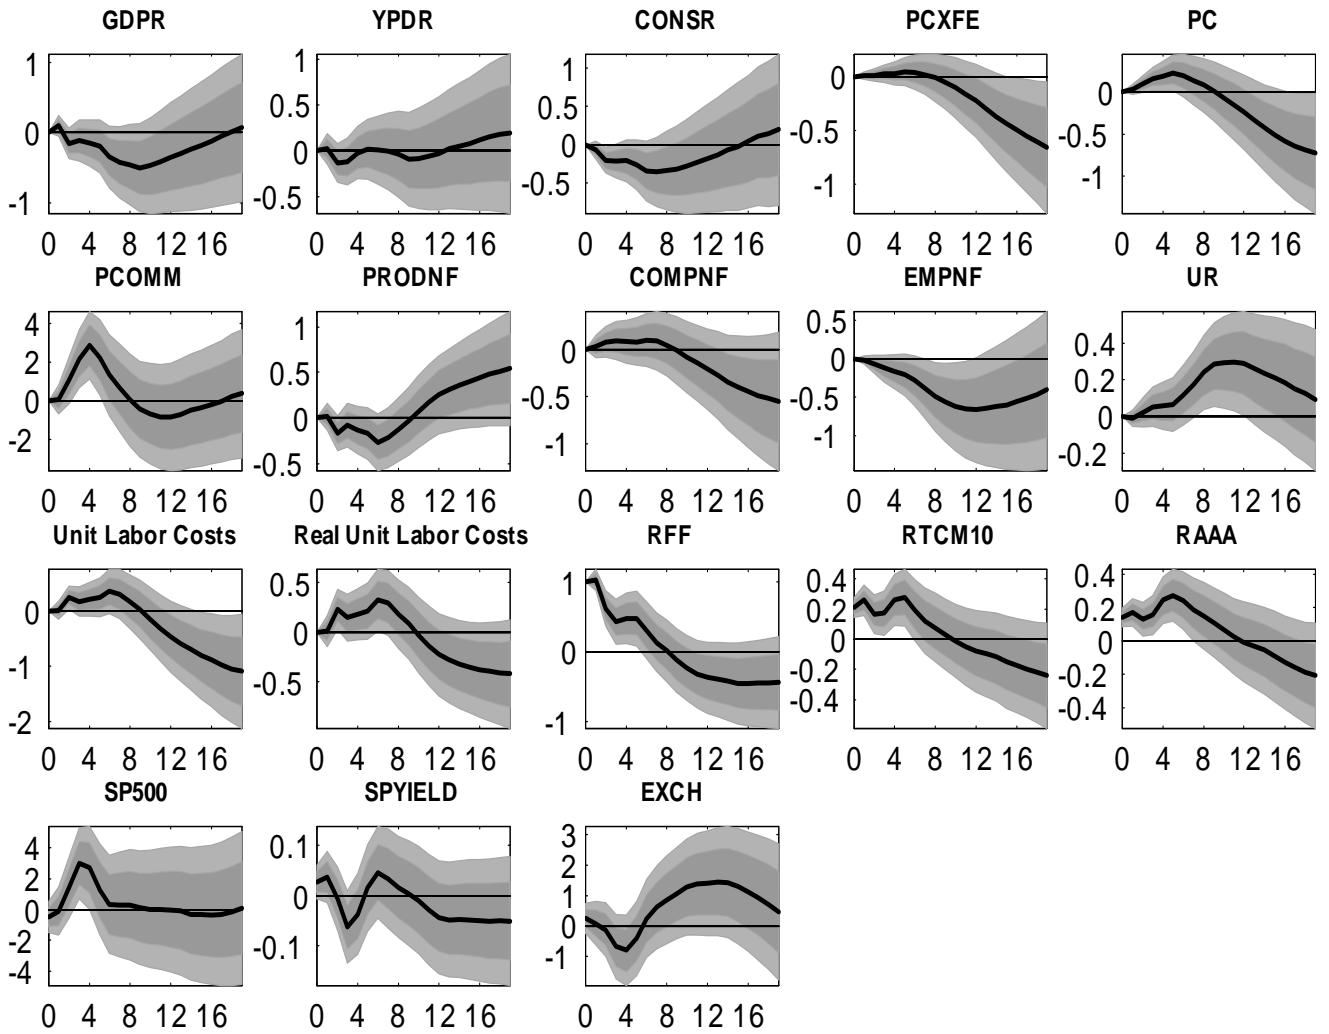 GDPR YPDR CONSR PCXFE PC
1 0 -1
1 0.5 0 -0.5
1 0.5 0 -0.5
0 -0.5 -1
0 -0.5 -1
0 4 8 12 16 0 4 8 12 16 0 4 8 12 16 0 4 8 12 16 0 4 8 12 16
PCOMM PRODNF COMPNF EMPNF UR
4 2 0 -2
1 0.5 0 -0.5
0 -0.5 -1
0.5 0 -0.5 -1
0.4 0.2 0 -0.2
0 4 8 12 16 0 4 8 12 16 0 4 8 12 16 0 4 8 12 16 0 4 8 12 16
Unit Labor Costs Real Unit Labor Costs RFF RTCM10 RAAA
0 -1 -2
0.5 0 -0.5
1 0 -1
0.4 0.2 0 -0.2 -0.4
0.4 0.2 0 -0.2 -0.4
0 4 8 12 16 0 4 8 12 16 0 4 8 12 16 0 4 8 12 16 0 4 8 12 16
SP500 SPYIELD EXCH
4 2 0 -2 -4
0.1 0 -0.1
3 2 1 0 -1
0 4 8 12 16 0 4 8 12 16 0 4 8 12 16